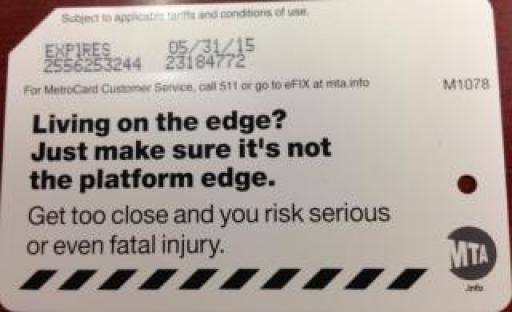 Subject to applicable tariffs and conditions of use.
EXPIRES 05/31/15
2556253244 23184772
For MetroCard Customer Service, call 511 or go to eFIX at mta.info
M1078
Living on the edge?
Just make sure it's not
the platform edge.
Get too close and you risk serious
or even fatal injury.
MTA
.info